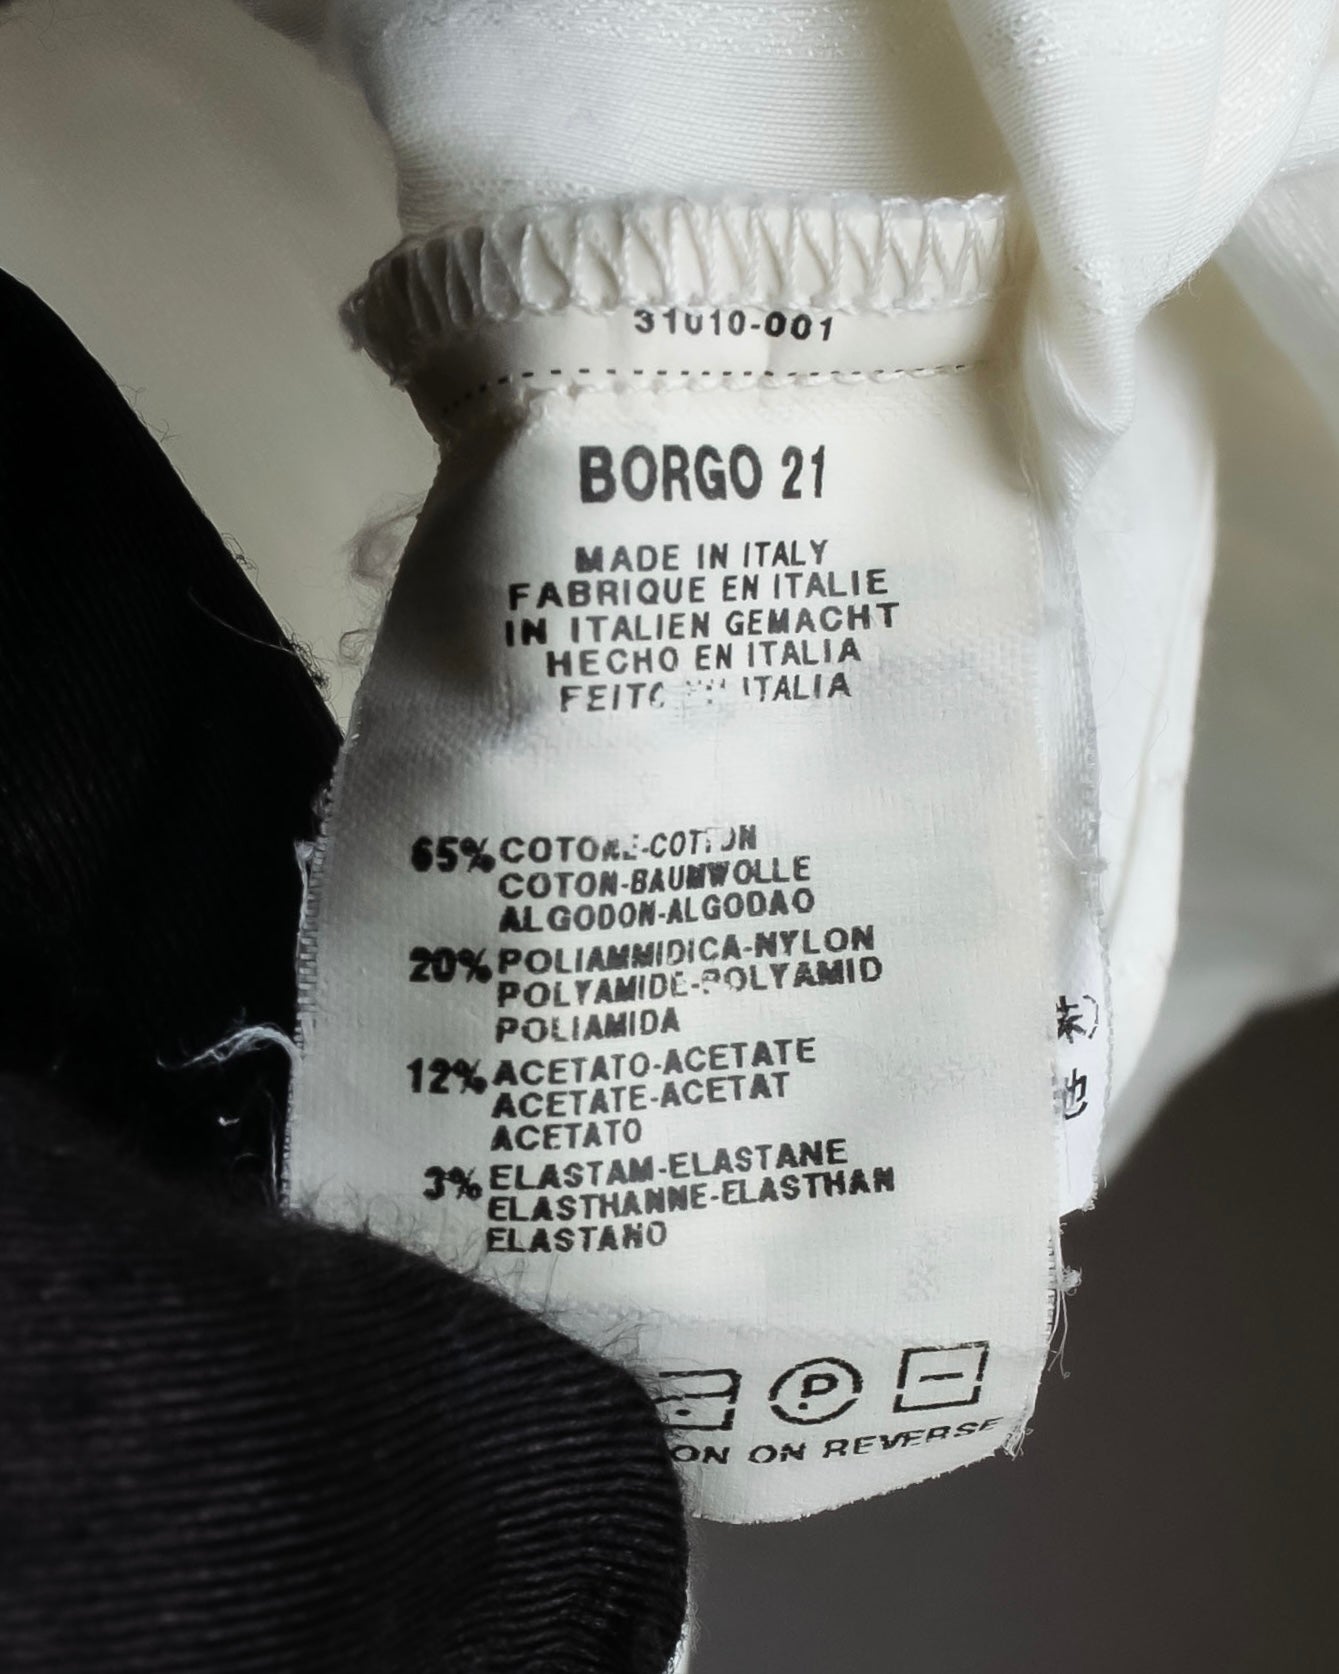 31010-001
BORGO 21
MADE IN ITALY
FABRIQUE EN ITALIE
IN ITALIEN GEMACHT
HECHO EN ITALIA
FEITO ITALIA
65% COTONE-COTTON
COTON-BAUMWOLLE
ALGODON-ALGODAO
20% POLIAMMIDICA-NYLON
POLYAMIDE-POLYAMID
POLIAMIDA
12% ACETATO-ACETATE
ACETATE-ACETAT
ACETATO
3% ELASTAM-ELASTANE
ELASTHANNE-ELASTHAN
ELASTANO
P
ON REVERSE